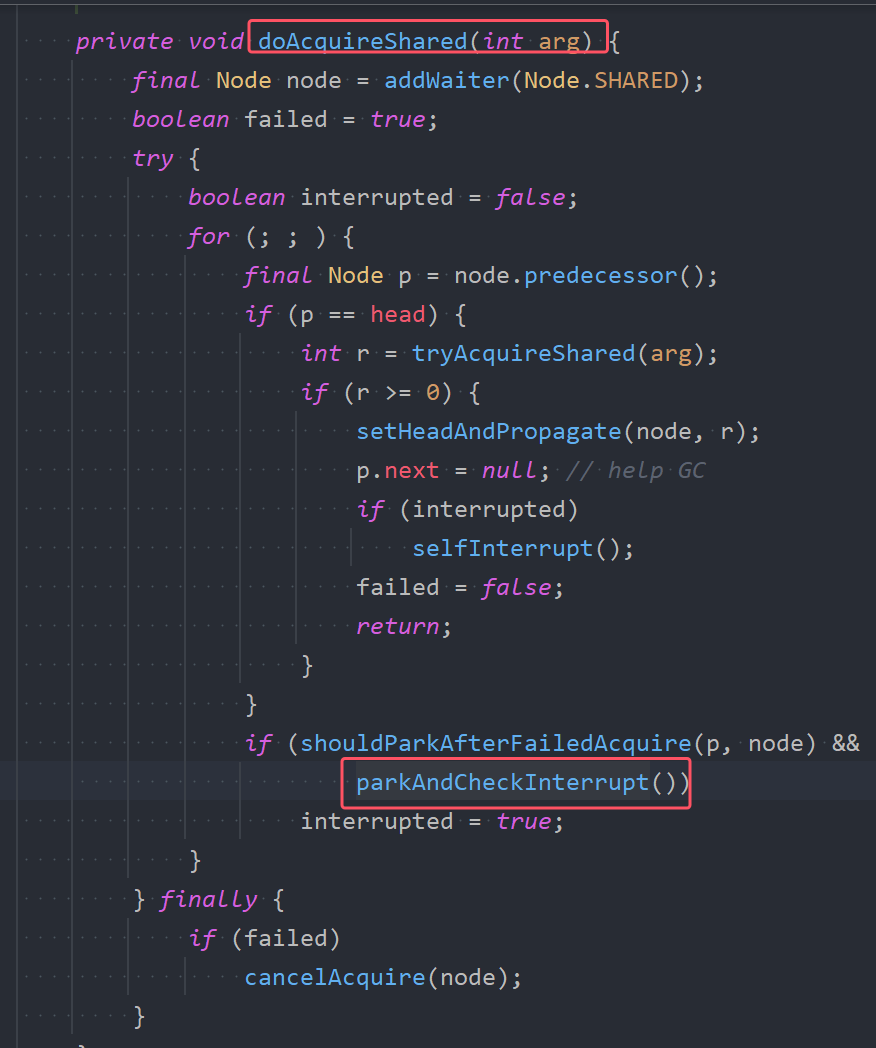 private void doAcquireShared(int arg) {
final Node node = addWaiter(Node.SHARED);
boolean failed = true;
try {
boolean interrupted = false;
for (; ; ) {
final Node p = node.predecessor();
if (p == head) {
int r = tryAcquireShared(arg);
if (r >= 0) {
setHeadAndPropagate(node, r);
p.next = null; // help GC
if (interrupted)
selfInterrupt();
failed = false;
return;
}
}
if (shouldParkAfterFailedAcquire(p, node) &&
parkAndCheckInterrupt())
interrupted = true;
}
} finally {
if (failed)
cancelAcquire(node);
}